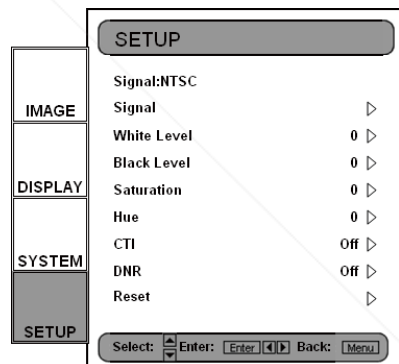 SETUP
Signal:NTSC
Signal
White Level 0
Black Level 0
Saturation 0
Hue 0
CTI Off
DNR Off
Reset
IMAGE
DISPLAY
SYSTEM
SETUP
Select: Enter: Enter Back: Menu